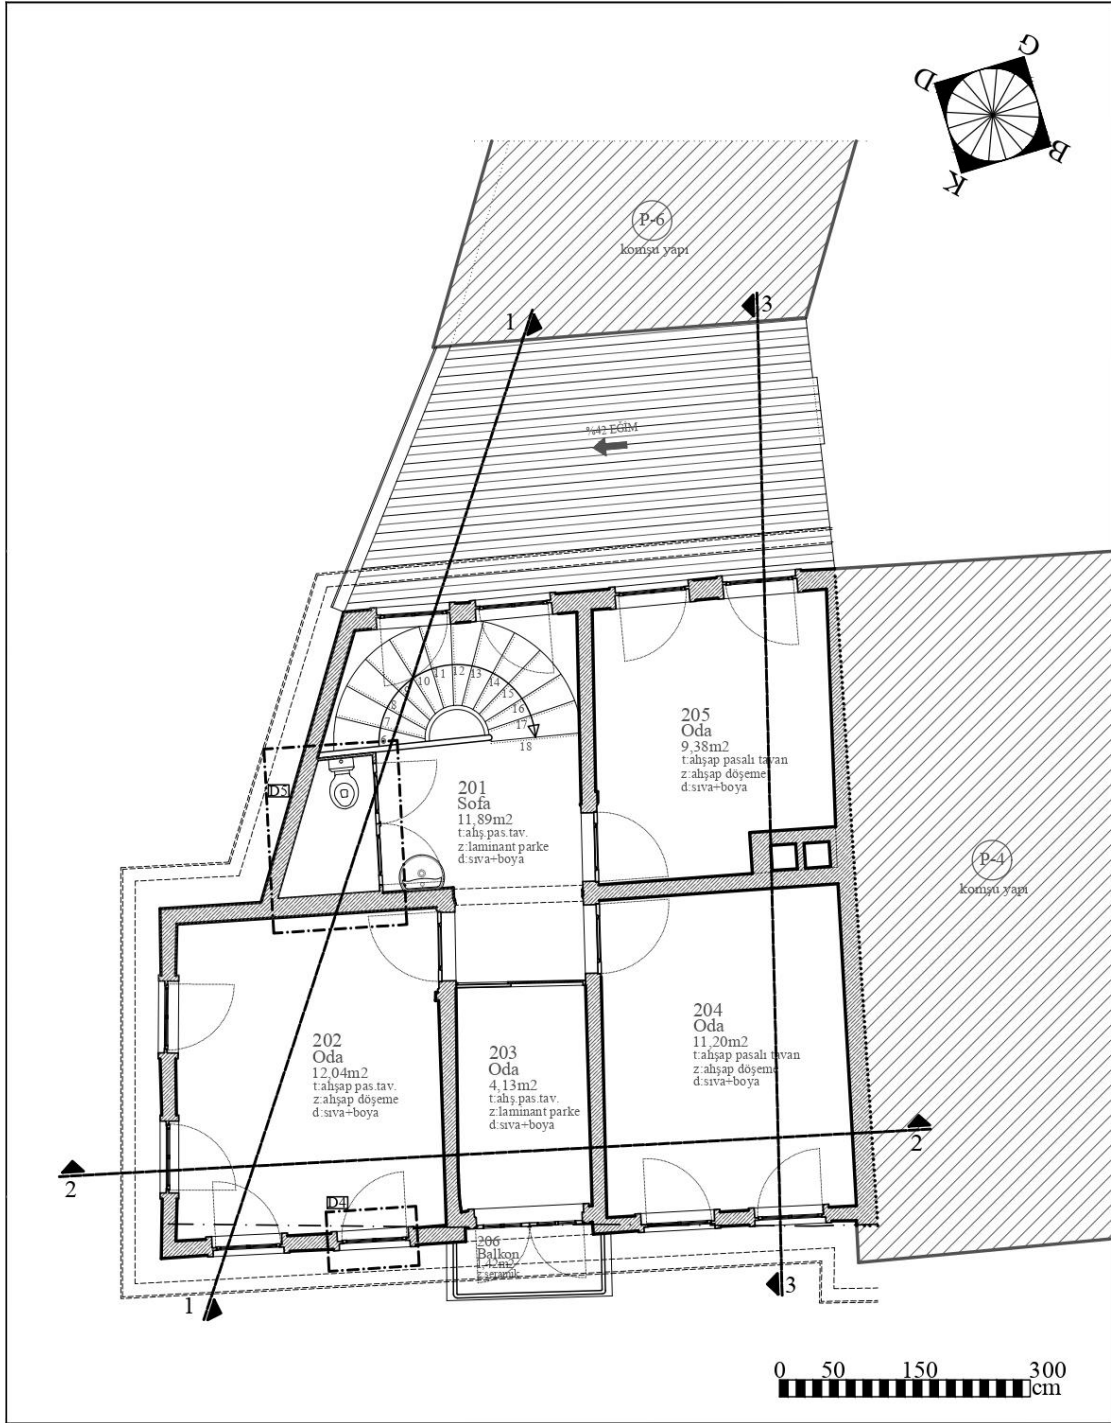 G
D
B
K
P-6
komşu yapı
1
3
%42 EĞİM
6
7
8
9
10
11
12
13
14
15
16
17
18
205
Oda
9,38m2
t:ahşap pasalı tavan
z:ahşap döşeme
d:sıva+boya
D5
201
Sofa
11,89m2
t:ahş.pas.tav.
z:laminant parke
d:sıva+boya
P-4
komşu yapı
202
Oda
12,04m2
t:ahşap pas.tav.
z:ahşap döşeme
d:sıva+boya
203
Oda
4,13m2
t:ahş.pas.tav.
z:laminant parke
d:sıva+boya
204
Oda
11,20m2
t:ahşap pasalı tavan
z:ahşap döşeme
d:sıva+boya
2
2
D4
206
Balkon
1,42m2
z:seramik
1
3
0 50 150 300
cm